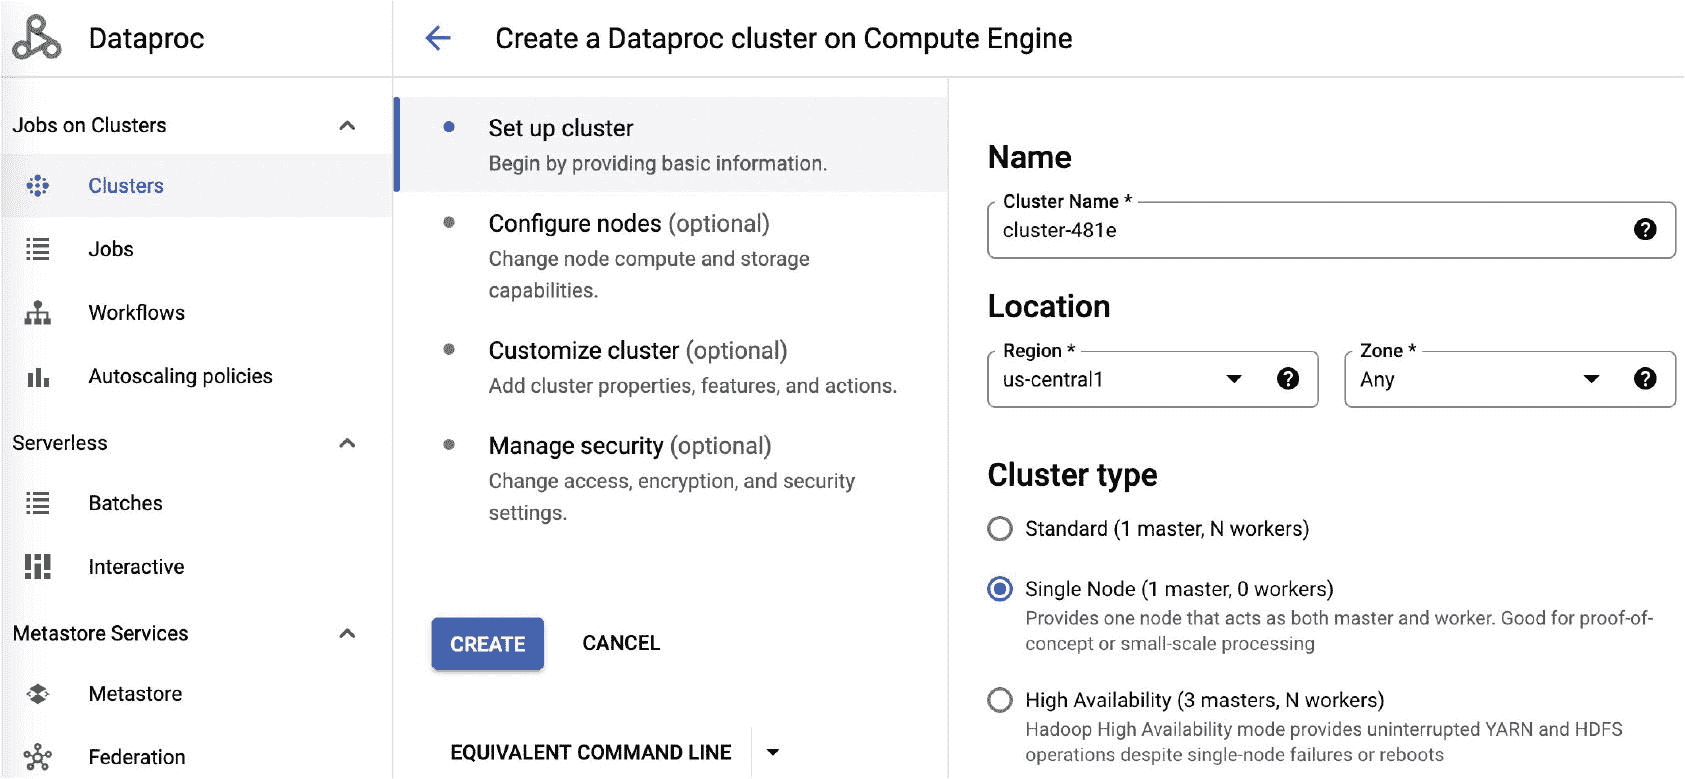 Dataproc
Create a Dataproc cluster on Compute Engine
Jobs on Clusters
Clusters
Jobs
Workflows
Autoscaling policies
Serverless
Batches
Interactive
Metastore Services
Metastore
Federation
Set up cluster
Begin by providing basic information.
Configure nodes (optional)
Change node compute and storage
capabilities.
Customize cluster (optional)
Add cluster properties, features, and actions.
Manage security (optional)
Change access, encryption, and security
settings.
CREATE CANCEL
EQUIVALENT COMMAND LINE
Name
Cluster Name *
cluster-481e
Location
Region * Zone *
us-central1 Any
Cluster type
Standard (1 master, N workers)
Single Node (1 master, 0 workers)
Provides one node that acts as both master and worker. Good for proof-of-
concept or small-scale processing
High Availability (3 masters, N workers)
Hadoop High Availability mode provides uninterrupted YARN and HDFS
operations despite single-node failures or reboots